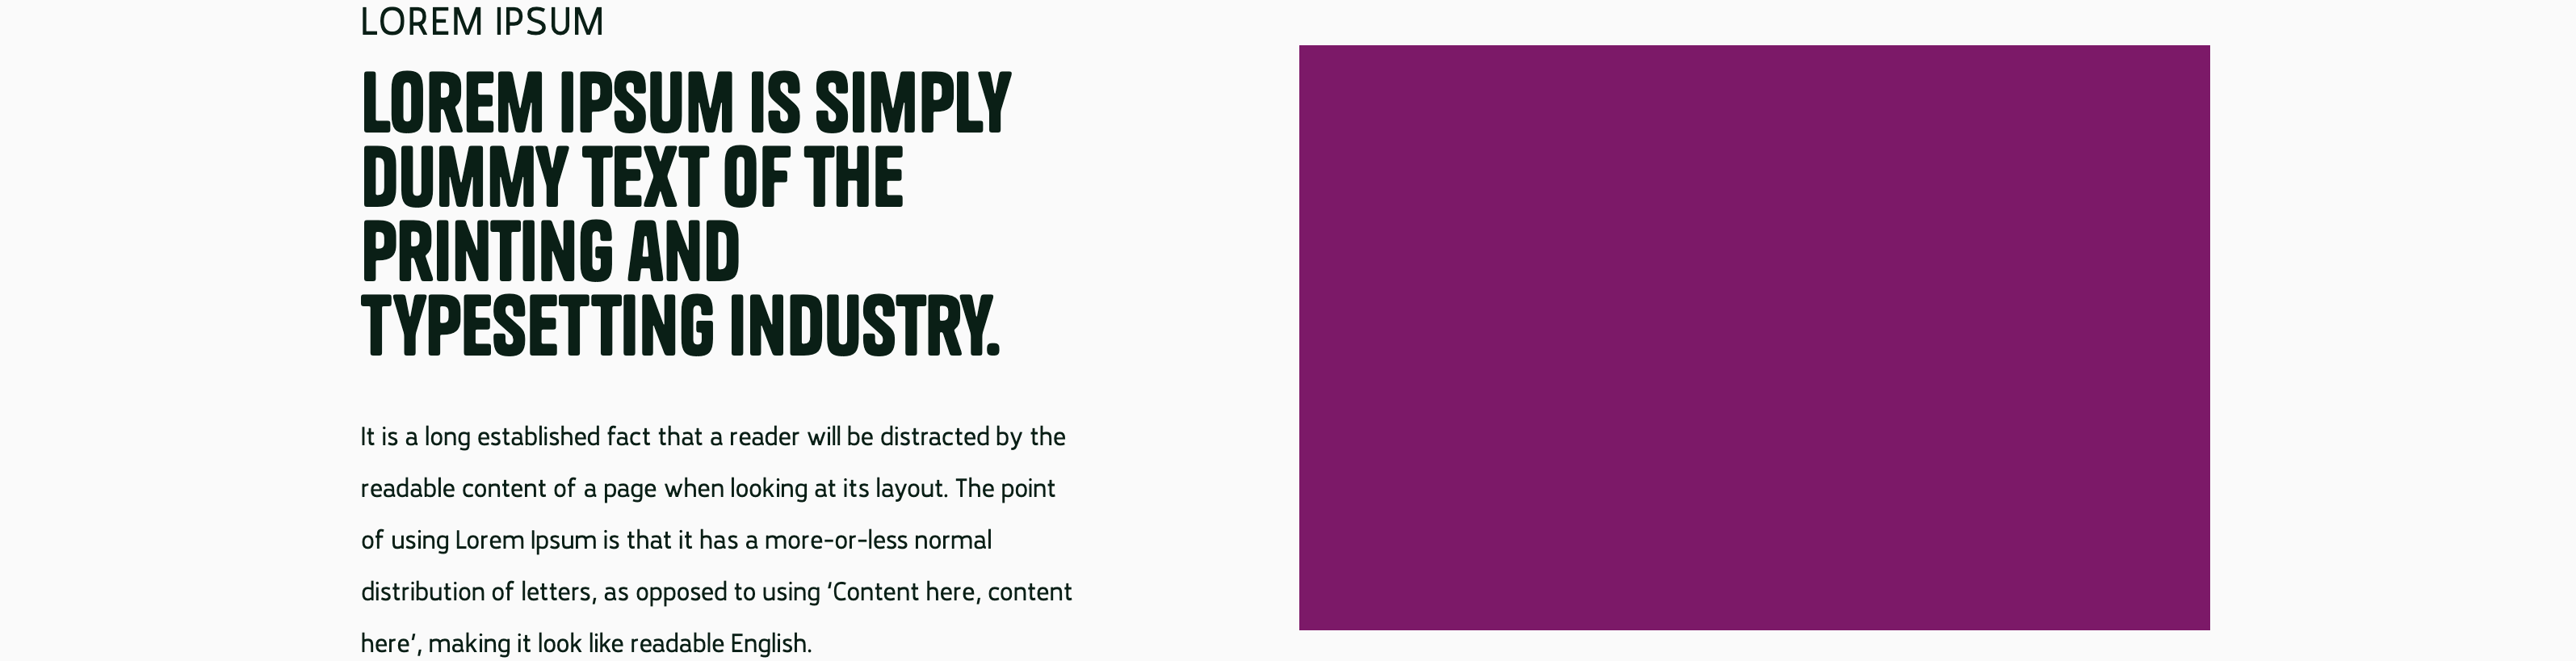 LOREM IPSUM
LOREM IPSUM IS SIMPLY
DUMMY TEXT OF THE
PRINTING AND
TYPESETTING INDUSTRY.
It is a long established fact that a reader will be distracted by the
readable content of a page when looking at its layout. The point
of using Lorem Ipsum is that it has a more-or-less normal
distribution of letters, as opposed to using 'Content here, content
here', making it look like readable English.